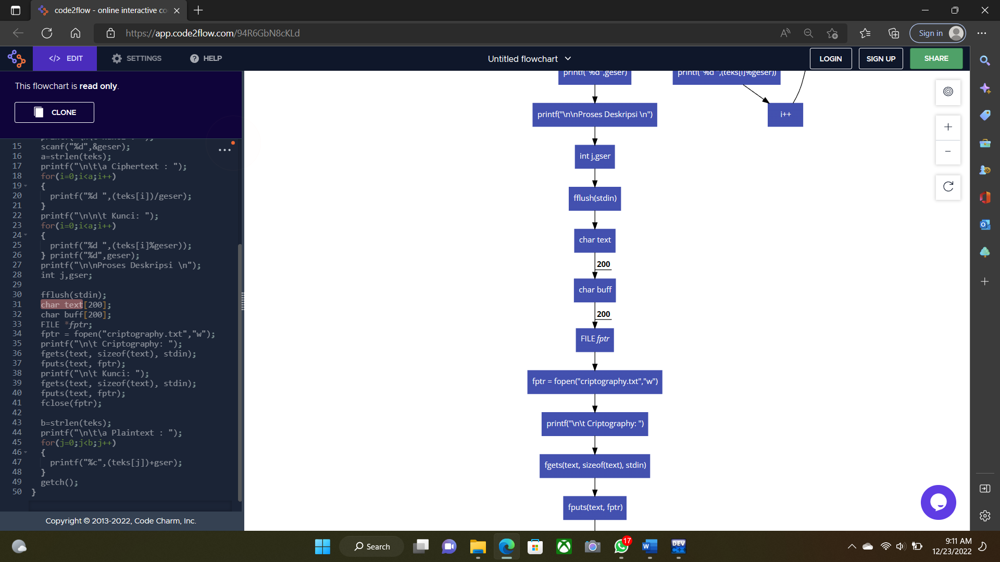 code2flow - online interactive co
https://app.code2flow.com/94R6GbN8cKLd
Sign in
</> EDIT
SETTINGS
HELP
Untitled flowchart
LOGIN
SIGN UP
SHARE
This flowchart is read only.
CLONE
15 scanf("%d",&geser);
16 a=strlen(teks);
17 printf("\n\t\a Ciphertext : ");
18 for(i=0;i<a;i++)
19 {
20 printf("%d ",(teks[i])/geser);
21 }
22 printf("\n\n\t Kunci: ");
23 for(i=0;i<a;i++)
24 {
25 printf("%d ",(teks[i]%geser));
26 } printf("%d",geser);
27 printf("\n\nProses Deskripsi \n");
28 int j,gser;
29
30 fflush(stdin);
31 char text[200];
32 char buff[200];
33 FILE *fptr;
34 fptr = fopen("criptography.txt","w");
35 printf("\n\t Criptography: ");
36 fgets(text, sizeof(text), stdin);
37 fputs(text, fptr);
38 printf("\n\t Kunci: ");
39 fgets(text, sizeof(text), stdin);
40 fputs(text, fptr);
41 fclose(fptr);
42
43 b=strlen(teks);
44 printf("\n\t\a Plaintext : ");
45 for(j=0;j<b;j++)
46 {
47 printf("%c",(teks[j])+gser);
48 }
49 getch();
50 }
Copyright © 2013-2022, Code Charm, Inc.
printf("%d",geser)
printf("%d ",(teks[i]%geser))
printf("\n\nProses Deskripsi \n")
i++
int j,gser
fflush(stdin)
char text
200
char buff
200
FILE fptr
fptr = fopen("criptography.txt","w")
printf("\n\t Criptography: ")
fgets(text, sizeof(text), stdin)
fputs(text, fptr)
Search
17
W
DEV
C++
9:11 AM
12/23/2022